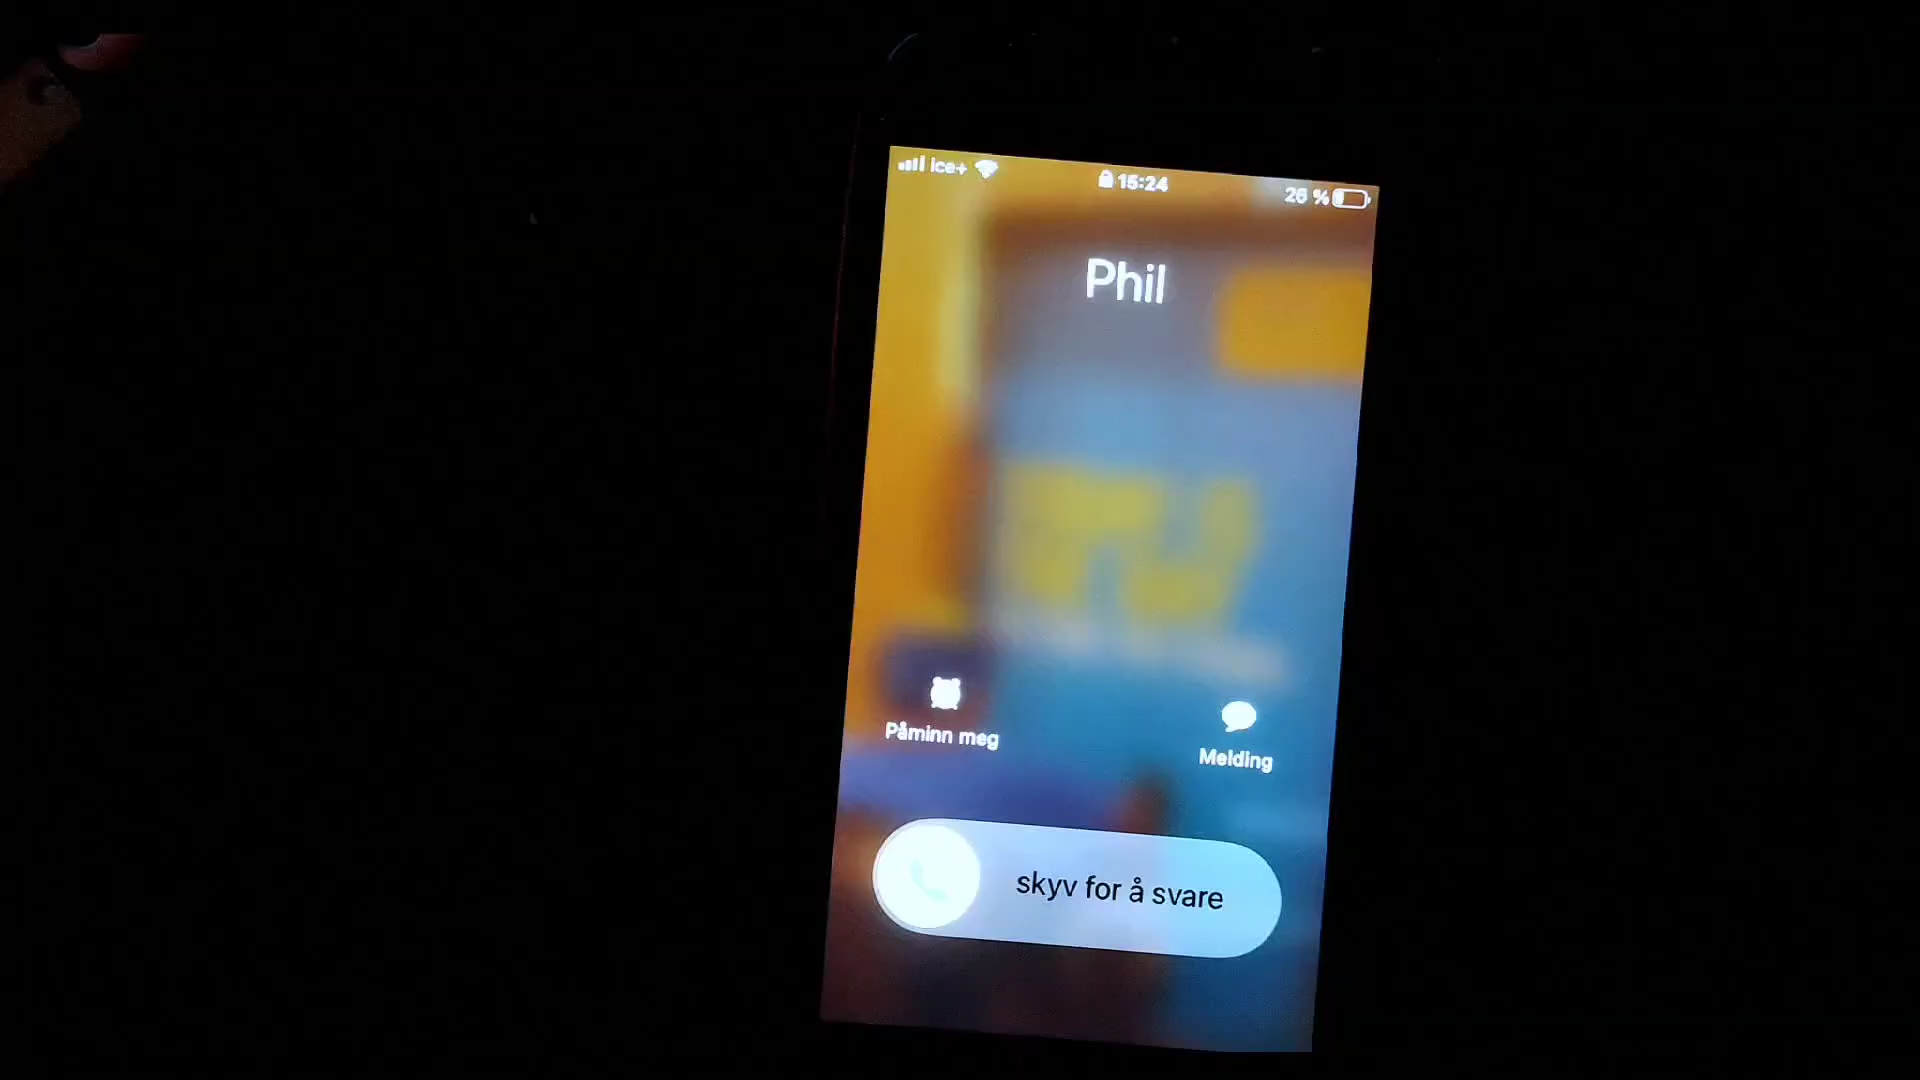 ice+ 15:24 26 %
Phil
Påminn meg
Melding
skyv for å svare